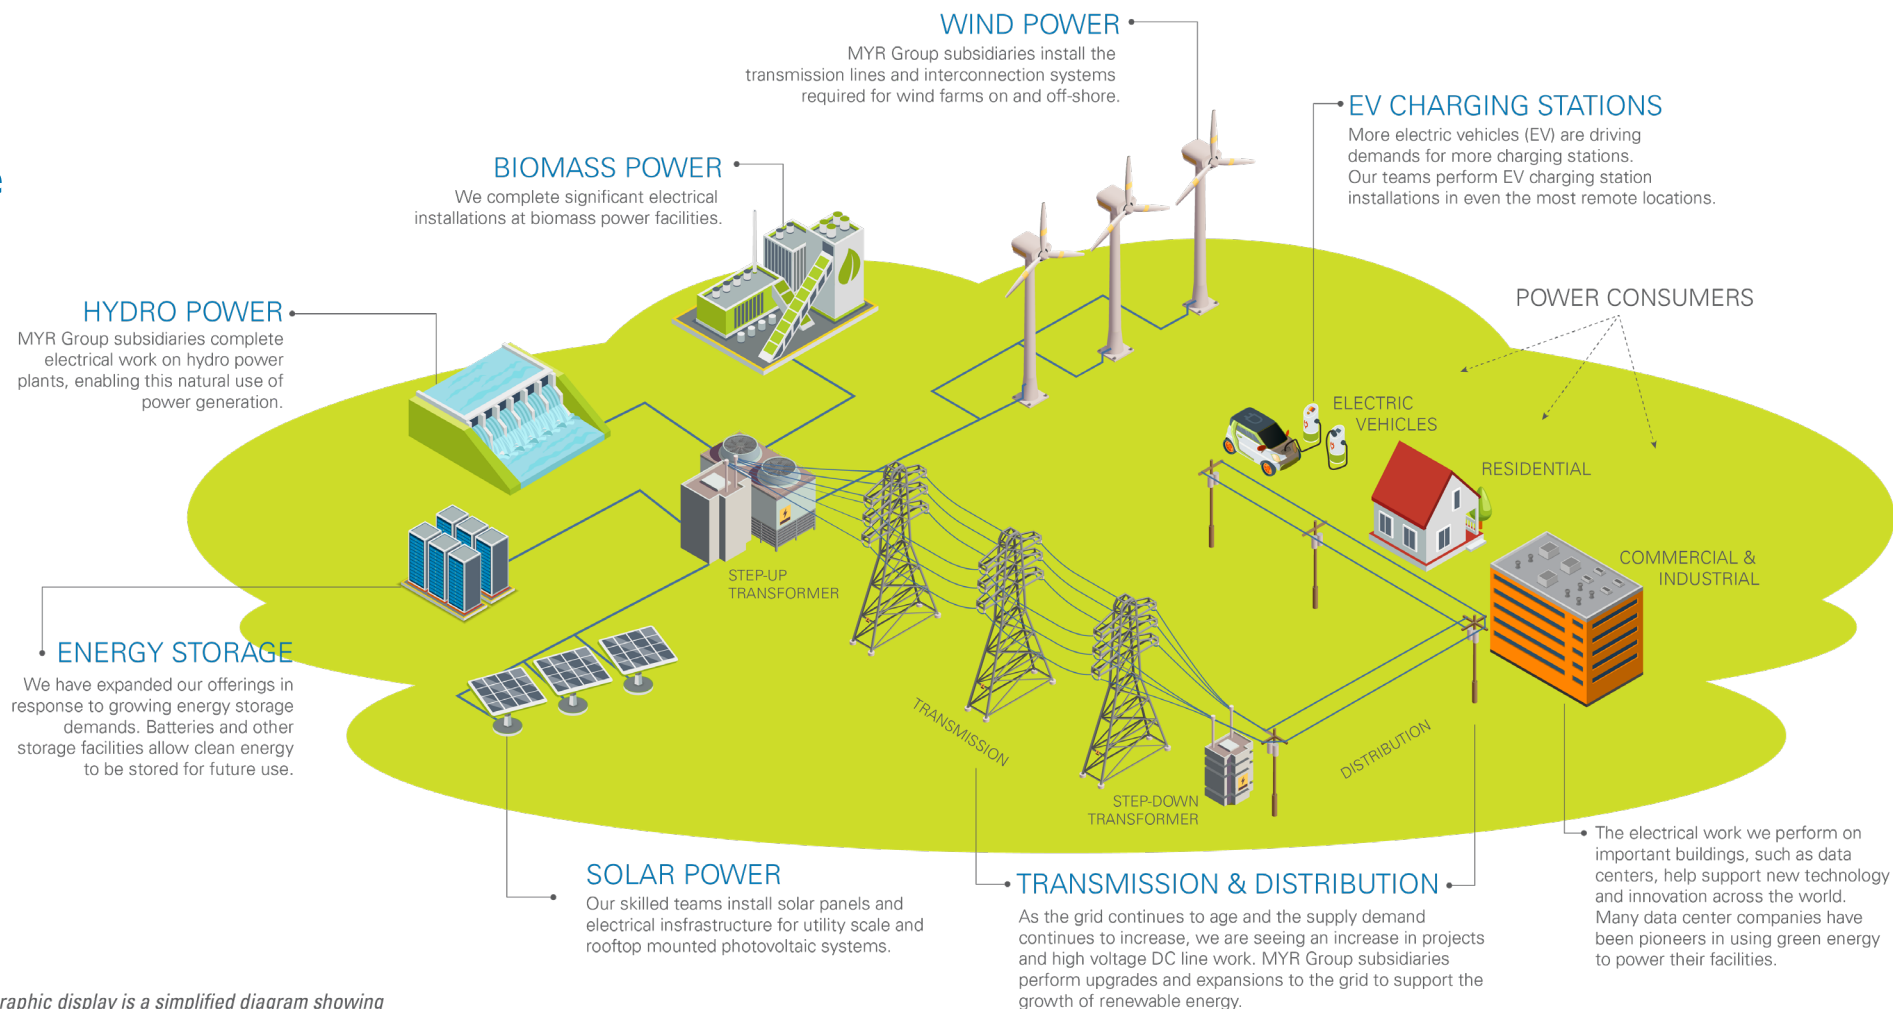 WIND POWER
MYR Group subsidiaries install the
transmission lines and interconnection systems
required for wind farms on and off-shore.
EV CHARGING STATIONS
More electric vehicles (EV) are driving
demands for more charging stations.
Our teams perform EV charging station
installations in even the most remote locations.
BIOMASS POWER
We complete significant electrical
installations at biomass power facilities.
HYDRO POWER
MYR Group subsidiaries complete
electrical work on hydro power
plants, enabling this natural use of
power generation.
POWER CONSUMERS
ELECTRIC
VEHICLES
RESIDENTIAL
COMMERCIAL &
INDUSTRIAL
STEP-UP
TRANSFORMER
ENERGY STORAGE
We have expanded our offerings in
response to growing energy storage
demands. Batteries and other
storage facilities allow clean energy
to be stored for future use.
TRANSMISSION
DISTRIBUTION
STEP-DOWN
TRANSFORMER
SOLAR POWER
Our skilled teams install solar panels and
electrical insfrastructure for utility scale and
rooftop mounted photovoltaic systems.
TRANSMISSION & DISTRIBUTION
As the grid continues to age and the supply demand
continues to increase, we are seeing an increase in projects
and high voltage DC line work. MYR Group subsidiaries
perform upgrades and expansions to the grid to support the
growth of renewable energy.
The electrical work we perform on
important buildings, such as data
centers, help support new technology
and innovation across the world.
Many data center companies have
been pioneers in using green energy
to power their facilities.
raphic display is a simplified diagram showing